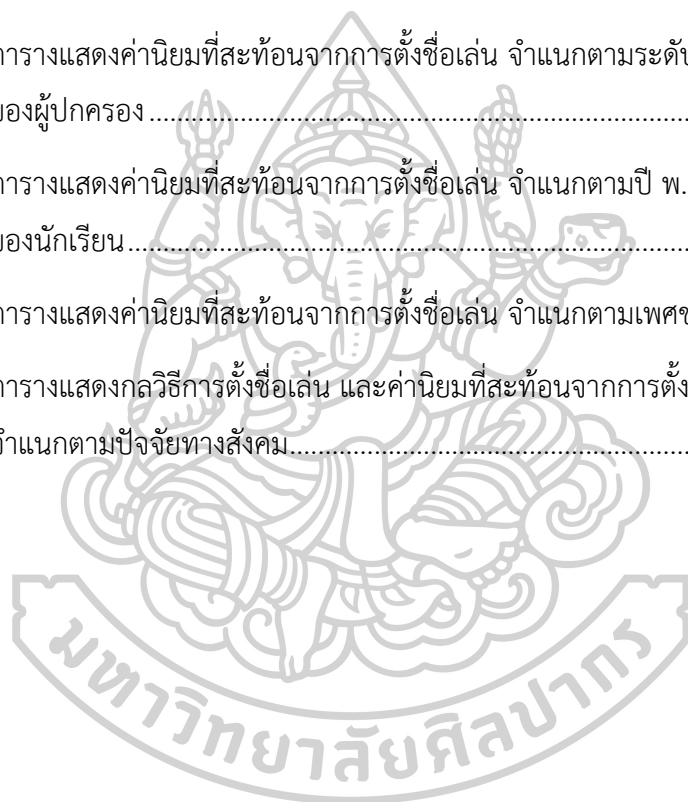 ตารางแสดงค่านิยมที่สะท้อนจากการตั้งชื่อเล่น จำแนกตามระดับ
ของผู้ปกครอง
ตารางแสดงค่านิยมที่สะท้อนจากการตั้งชื่อเล่น จำแนกตามปี พ.
ของนักเรียน
ตารางแสดงค่านิยมที่สะท้อนจากการตั้งชื่อเล่น จำแนกตามเพศข
ตารางแสดงกลวิธีการตั้งชื่อเล่น และค่านิยมที่สะท้อนจากการตั้ง
จำแนกตามปัจจัยทางสังคม
มหาวิทยาลัยศิลปากร